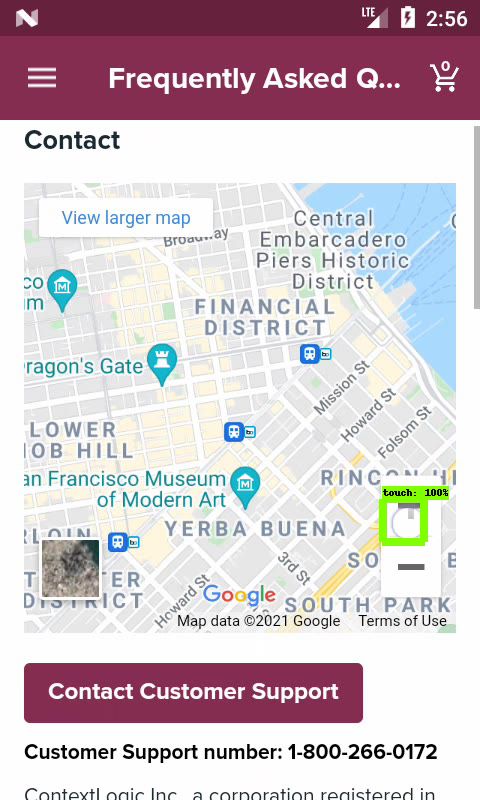 LTE 2:56
Frequently Asked Q... 0
Contact
View larger map
Broadway
Central
Embarcadero
Piers Historic
District
co
m
FINANCIAL
DISTRICT
ragon's Gate
Mission St
Howard St
Folsom St
LOWER
OB HILL
an Francisco Museum
of Modern Art
RINCON HI
touch: 100%
YERBA BUENA
3rd St
SO
Howard St
DISTRICT
SOUTH PARK
Google
Map data ©2021 Google Terms of Use
Contact Customer Support
Customer Support number: 1-800-266-0172
ContextLogic Inc., a corporation registered in